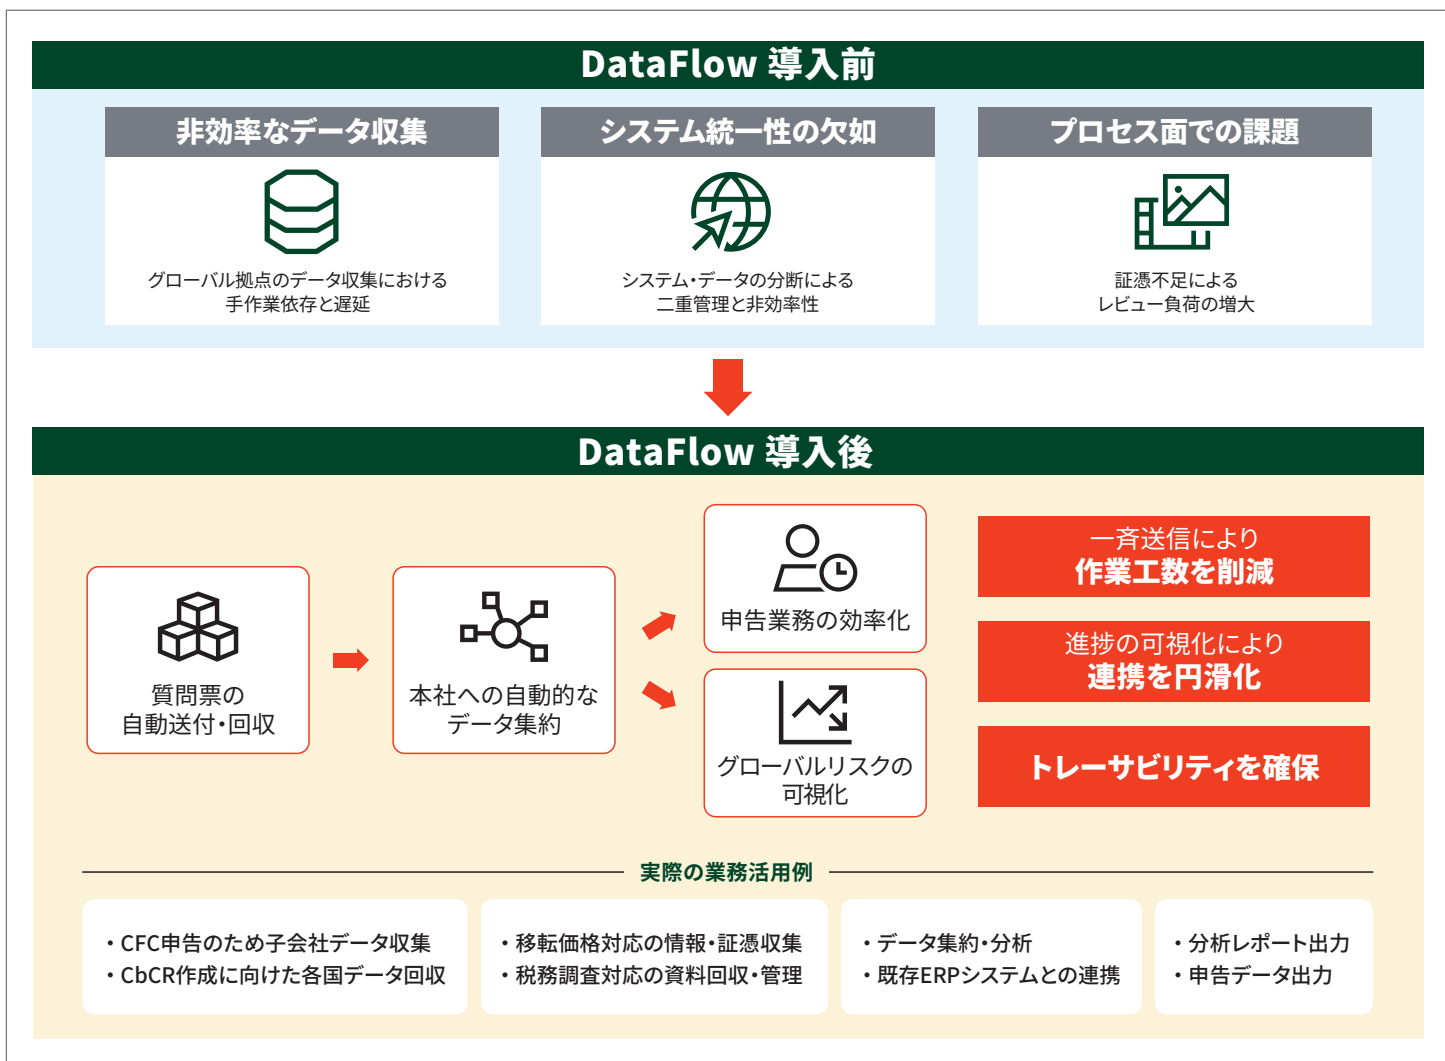 DataFlow 導入前
非効率なデータ収集
グローバル拠点のデータ収集における
手作業依存と遅延
システム統一性の欠如
システム・データの分断による
二重管理と非効率性
プロセス面での課題
証憑不足による
レビュー負荷の増大
DataFlow 導入後
質問票の
自動送付・回収
本社への自動的な
データ集約
申告業務の効率化
グローバルリスクの
可視化
一斉送信により
作業工数を削減
進捗の可視化により
連携を円滑化
トレーサビリティを確保
実際の業務活用例
・CFC申告のため子会社データ収集
・CbCR作成に向けた各国データ回収
・移転価格対応の情報・証憑収集
・税務調査対応の資料回収・管理
・データ集約・分析
・既存ERPシステムとの連携
・分析レポート出力
・申告データ出力